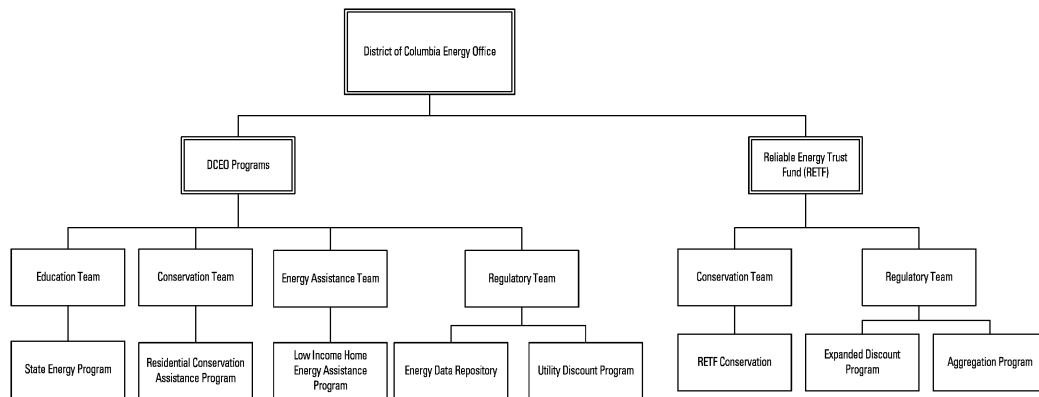 District of Columbia Energy Office
DCEO Programs
Reliable Energy Trust
Fund (RETF)
Education Team
Conservation Team
Energy Assistance Team
Regulatory Team
Conservation Team
Regulatory Team
State Energy Program
Residential Conservation
Assistance Program
Low Income Home
Energy Assistance
Program
Energy Data Repository
Utility Discount Program
RETF Conservation
Expanded Discount
Program
Aggregation Program